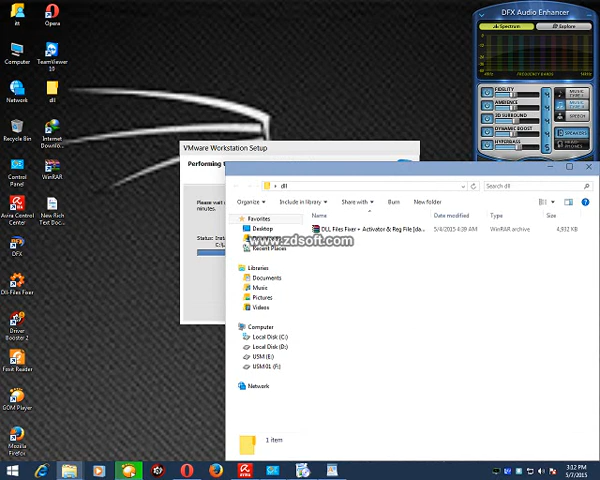 itt
Opera
DFX Audio Enhancer
Spectrum
Explore
FREQUENCY BANDS
FIDELITY
AMBIENCE
3D SURROUND
DYNAMIC BOOST
HYPERBASS
MUSIC
SPEECH
SPEAKERS
Computer
TeamViewer
10
Network
dll
Recycle Bin
Internet
Downlo...
Control
Panel
WinRAR
Avira Control
Center
New Rich
Text Doc...
DFX
Dll-Files Fixer
Driver
Booster 2
Foxit Reader
GOM Player
Mozilla
Firefox
VMware Workstation Setup
Performing t
Please wait
minutes.
Status:
dll
Search dll
Organize
Include in library
Share with
Burn
New folder
Name
Date modified
Type
Size
DLL Files Fixer + Activator & Reg File [da...
5/4/2015 4:39 AM
WinRAR archive
4,932 KB
Favorites
Desktop
Recent Places
www.zdsoft.com
Libraries
Documents
Music
Pictures
Videos
Computer
Local Disk (C:)
Local Disk (D:)
USM (E:)
USM 01 (F:)
Network
1 item
3:12 PM
5/7/2015